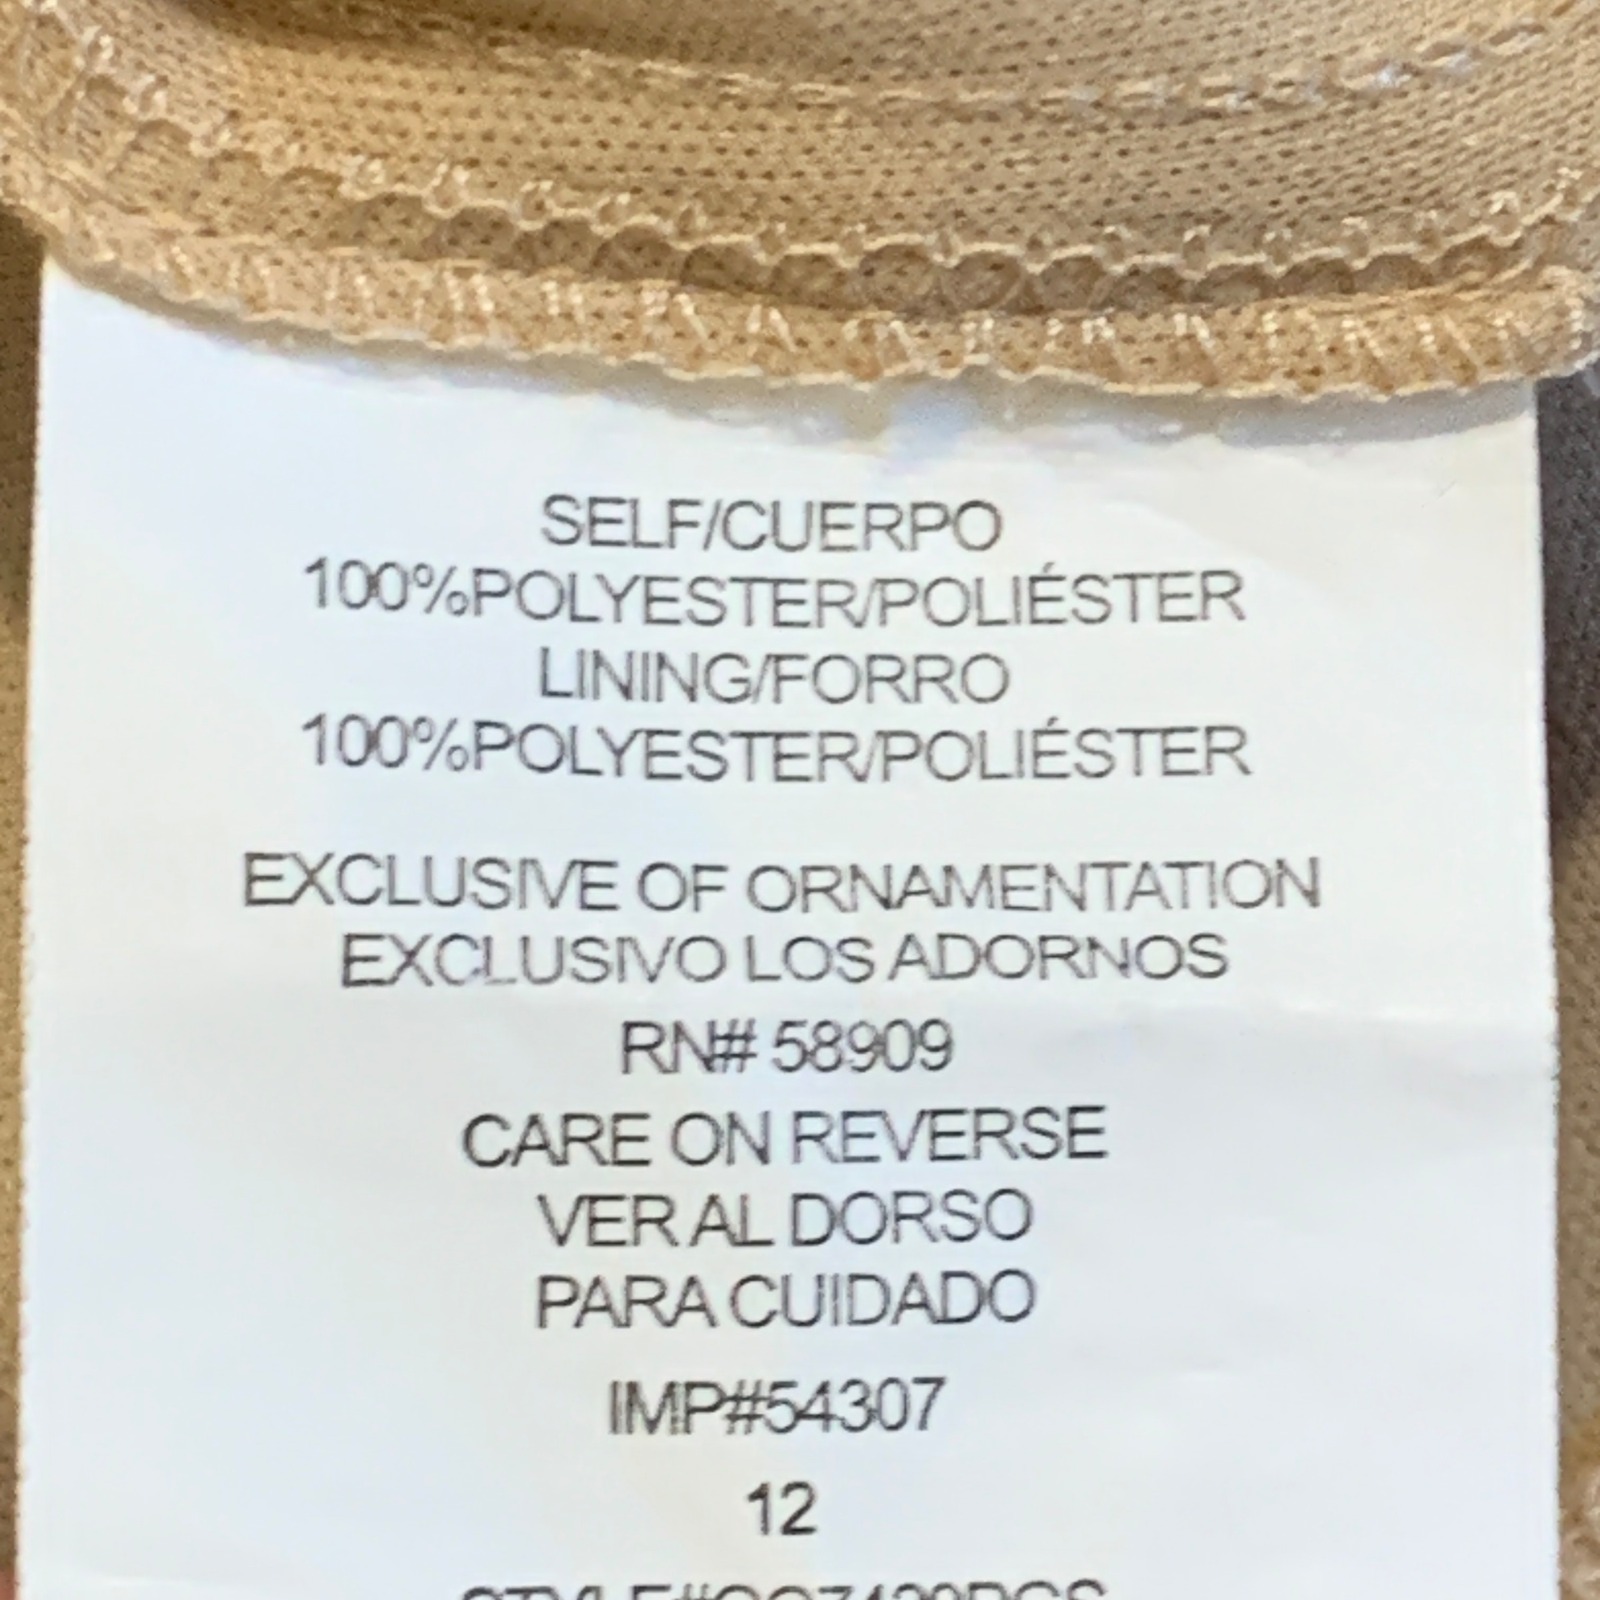 SELF/CUERPO
100%POLYESTER/POLIÉSTER
LINING/FORRO
100%POLYESTER/POLIÉSTER
EXCLUSIVE OF ORNAMENTATION
EXCLUSIVO LOS ADORNOS
RN# 58909
CARE ON REVERSE
VER AL DORSO
PARA CUIDADO
IMP#54307
12